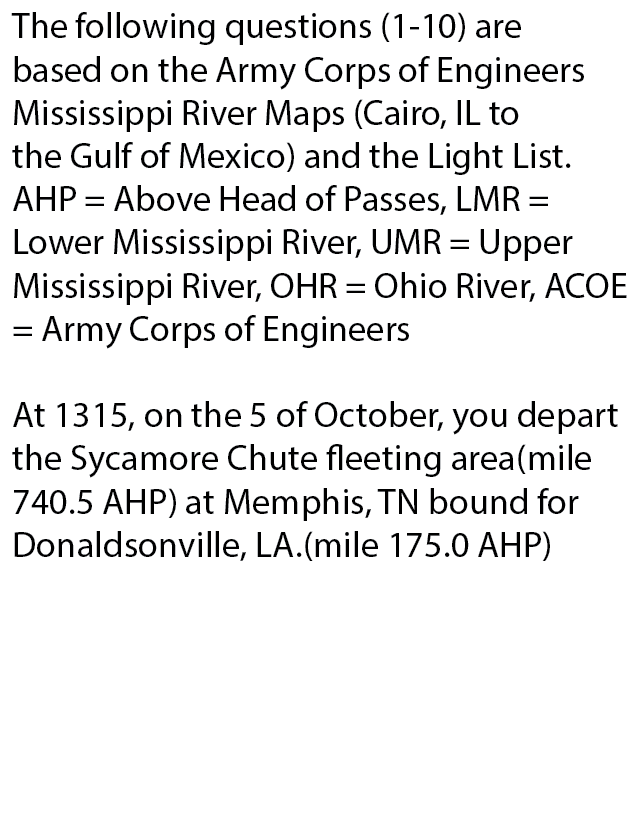 The following questions (1-10) are
based on the Army Corps of Engineers
Mississippi River Maps (Cairo, IL to
the Gulf of Mexico) and the Light List.
AHP = Above Head of Passes, LMR =
Lower Mississippi River, UMR = Upper
Mississippi River, OHR = Ohio River, ACOE
= Army Corps of Engineers
At 1315, on the 5 of October, you depart
the Sycamore Chute fleeting area(mile
740.5 AHP) at Memphis, TN bound for
Donaldsonville, LA.(mile 175.0 AHP)